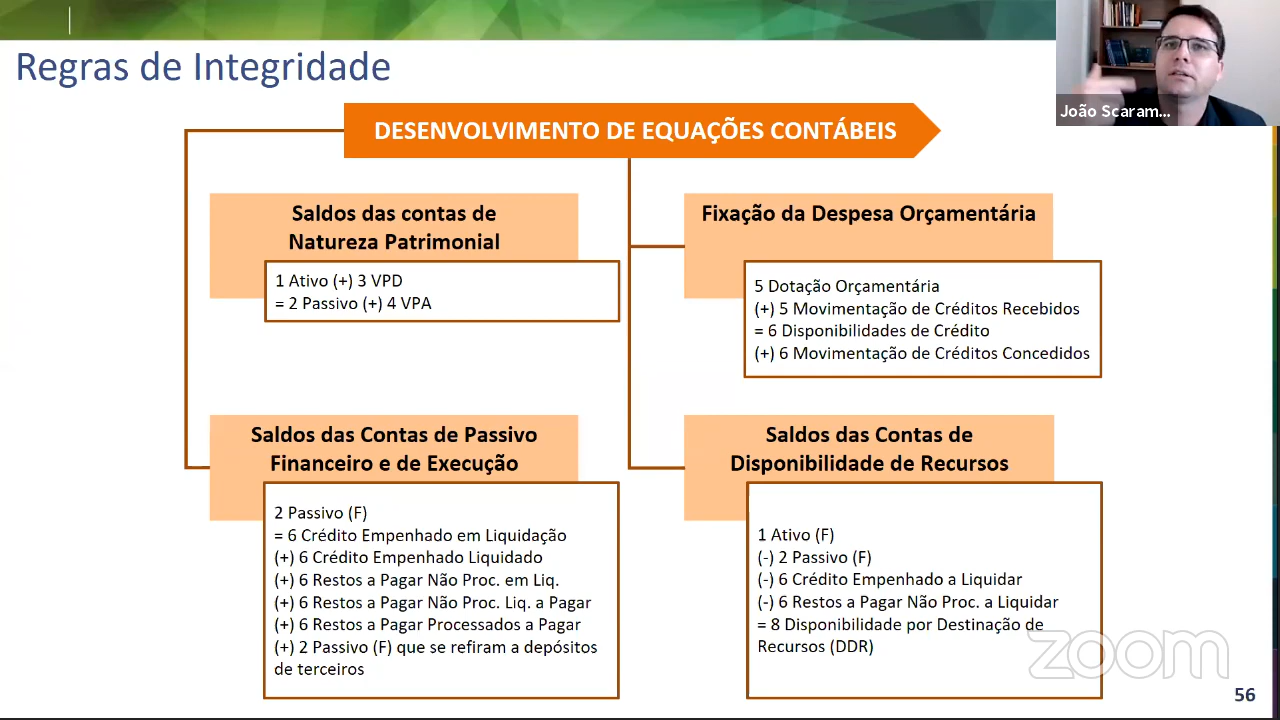 Regras de Integridade
João Scaram...
DESENVOLVIMENTO DE EQUAÇÕES CONTÁBEIS
Saldos das contas de
Natureza Patrimonial
1 Ativo (+) 3 VPD
= 2 Passivo (+) 4 VPA
Fixação da Despesa Orçamentária
5 Dotação Orçamentária
(+) 5 Movimentação de Créditos Recebidos
= 6 Disponibilidades de Crédito
(+) 6 Movimentação de Créditos Concedidos
Saldos das Contas de Passivo
Financeiro e de Execução
2 Passivo (F)
= 6 Crédito Empenhado em Liquidação
(+) 6 Crédito Empenhado Liquidado
(+) 6 Restos a Pagar Não Proc. em Liq.
(+) 6 Restos a Pagar Não Proc. Liq. a Pagar
(+) 6 Restos a Pagar Processados a Pagar
(+) 2 Passivo (F) que se refiram a depósitos
de terceiros
Saldos das Contas de
Disponibilidade de Recursos
1 Ativo (F)
(-) 2 Passivo (F)
(-) 6 Crédito Empenhado a Liquidar
(-) 6 Restos a Pagar Não Proc. a Liquidar
= 8 Disponibilidade por Destinação de
Recursos (DDR)
zoom
56